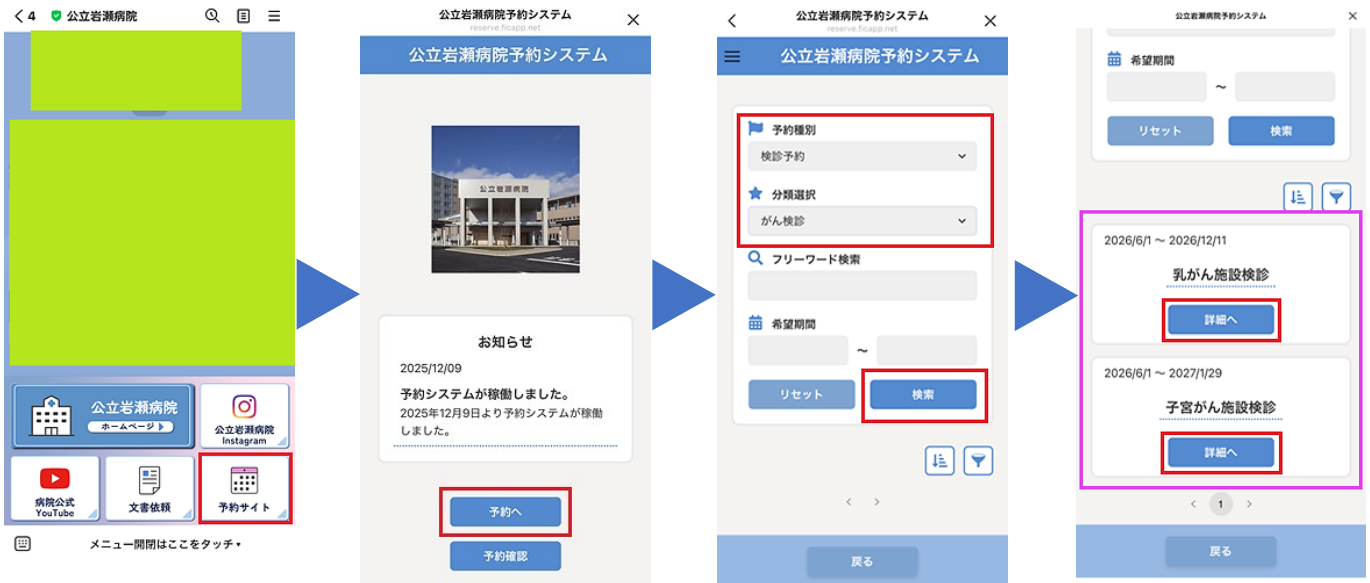 4 公立岩瀬病院
公立岩瀬病院
ホームページ
公立岩瀬病院
Instagram
病院公式
YouTube
文書依頼
予約サイト
メニュー開閉はここをタッチ▾
公立岩瀬病院予約システム
reserve.ficapp.net
公立岩瀬病院予約システム
公立岩瀬病院
お知らせ
2025/12/09
予約システムが稼働しました。
2025年12月9日より予約システムが稼働
しました。
予約へ
予約確認
公立岩瀬病院予約システム
reserve.ficapp.net
公立岩瀬病院予約システム
予約種別
検診予約
分類選択
がん検診
フリーワード検索
希望期間
～
リセット
検索
戻る
公立岩瀬病院予約システム
希望期間
～
リセット
検索
2026/6/1 ～ 2026/12/11
乳がん施設検診
詳細へ
2026/6/1 ～ 2027/1/29
子宮がん施設検診
詳細へ
1
戻る